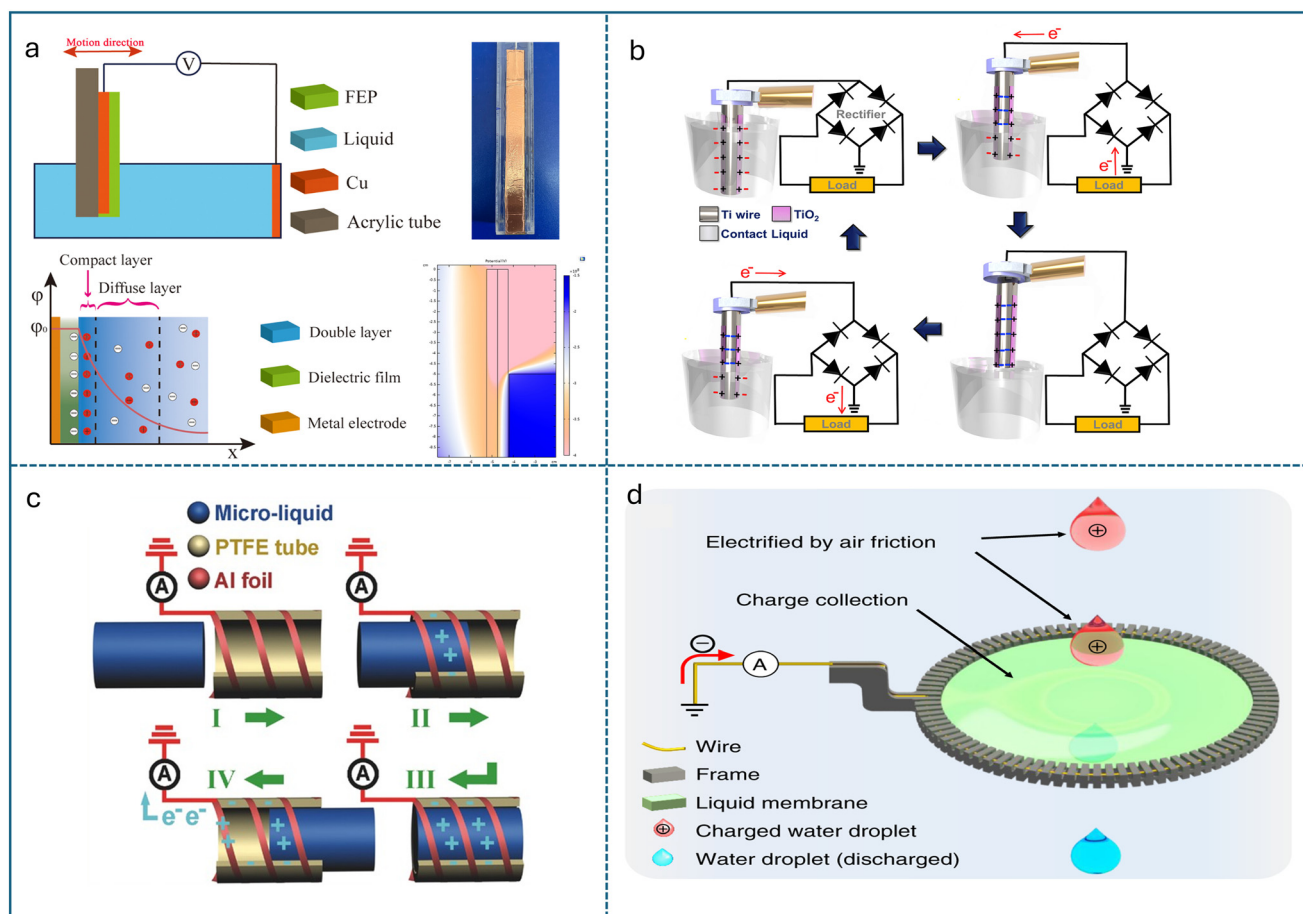 a
Motion direction
V
FEP
Liquid
Cu
Acrylic tube
Compact layer
Diffuse layer
φ
φ₀
x
Double layer
Dielectric film
Metal electrode
Potential(V)
b
e⁻
Rectifier
e⁻
Load
Load
Ti wire
TiO₂
Contact Liquid
e⁻
e⁻
Load
Load
c
Micro-liquid
PTFE tube
Al foil
A
A
I
II
A
A
IV
III
e⁻e⁻
d
Electrified by air friction
Charge collection
A
Wire
Frame
Liquid membrane
Charged water droplet
Water droplet (discharged)